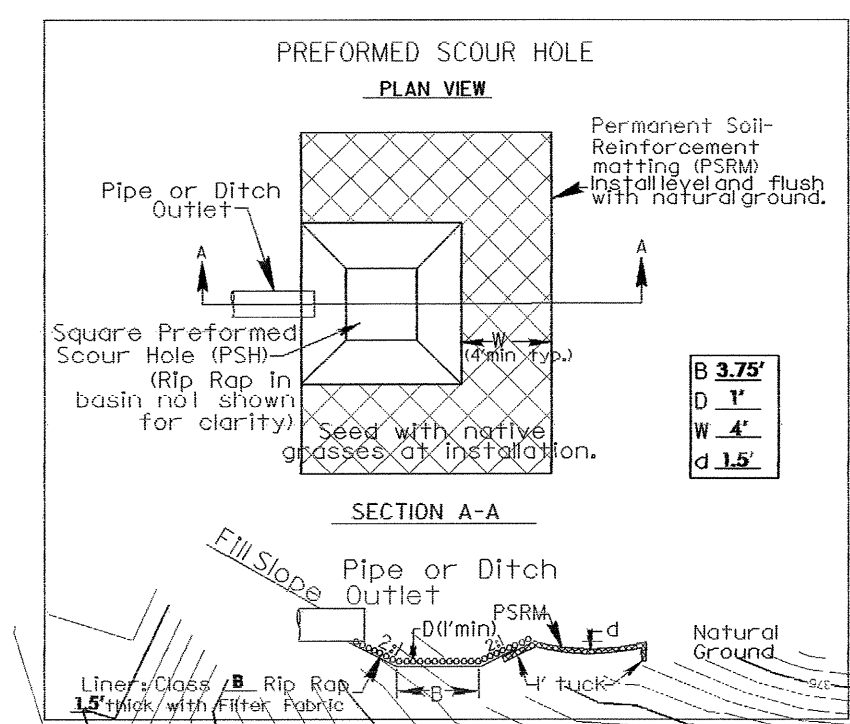 PREFORMED SCOUR HOLE
PLAN VIEW
Permanent Soil-
Reinforcement
matting (PSRM)
Install level and flush
with natural ground.
Pipe or Ditch
Outlet
A
A
Square Preformed
Scour Hole (PSH)
(Rip Rap in
basin not shown
for clarity)
W
(4'min typ.)
Seed with native
grasses at installation.
B 3.75'
D 1'
W 4'
d 1.5'
SECTION A-A
Fill Slope
Pipe or Ditch
Outlet
PSRM
d
D(1'min)
2:1
2:1
Natural
Ground
Liner: Class B Rip Rap
1.5' thick with Filter Fabric
B
1' tuck
376